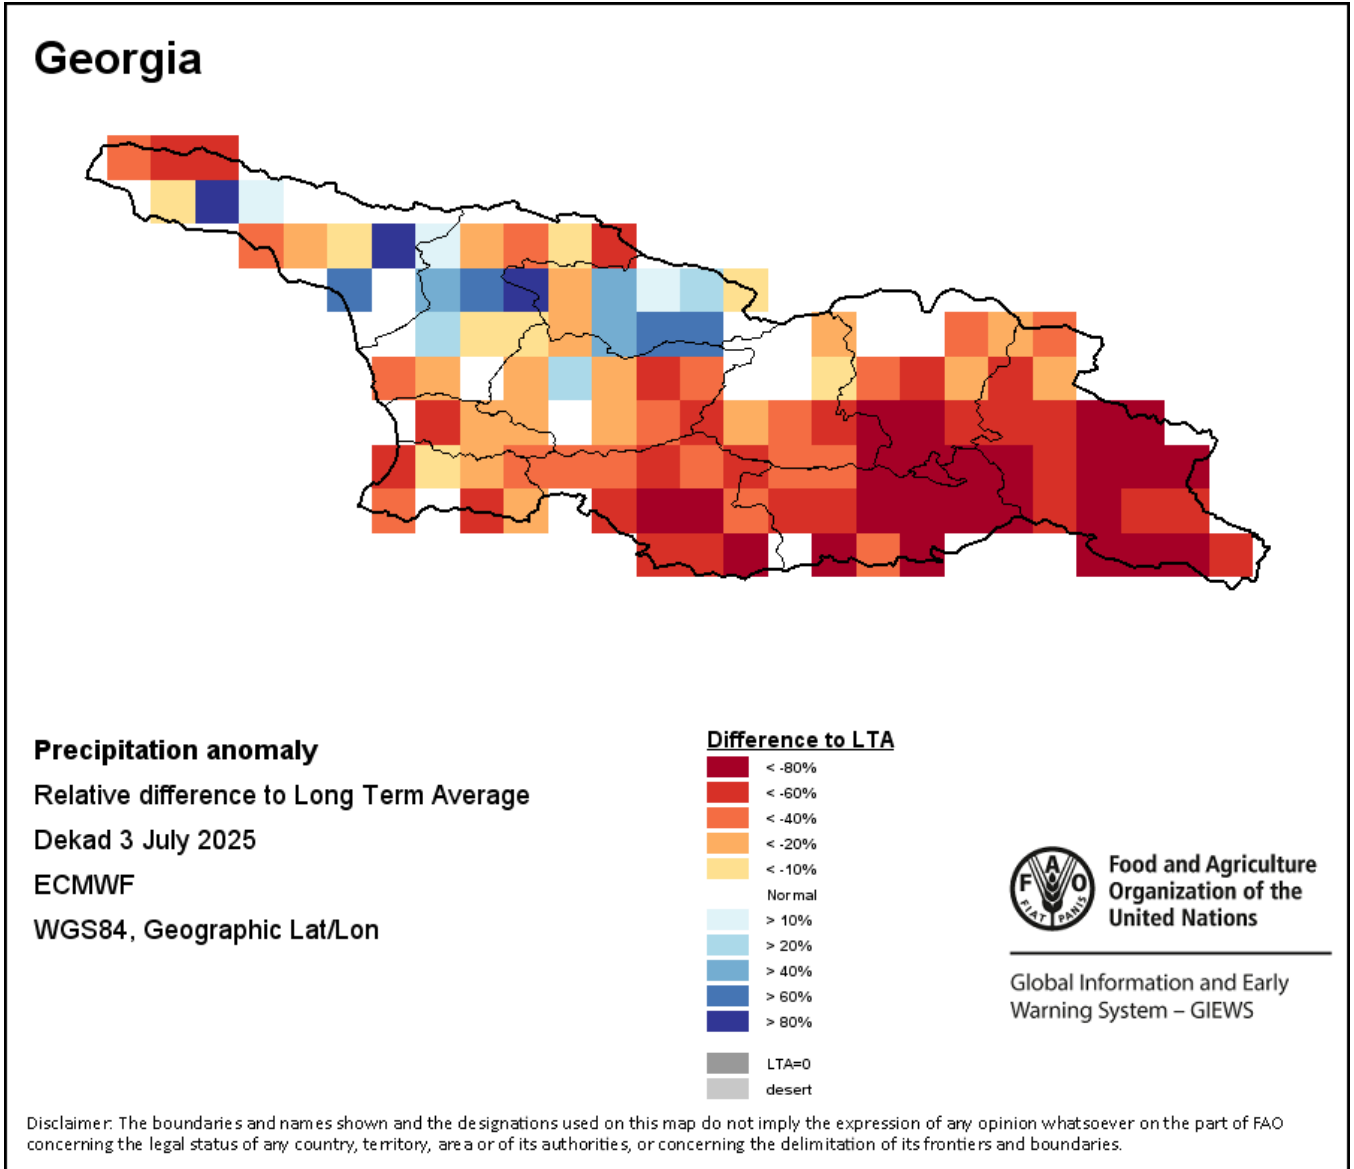 Georgia
Precipitation anomaly
Relative difference to Long Term Average
Dekad 3 July 2025
ECMWF
WGS84, Geographic Lat/Lon
Difference to LTA
< -80%
< -60%
< -40%
< -20%
< -10%
Normal
> 10%
> 20%
> 40%
> 60%
> 80%
LTA=0
desert
F A O
FIAT PANIS
Food and Agriculture
Organization of the
United Nations
Global Information and Early
Warning System – GIEWS
Disclaimer: The boundaries and names shown and the designations used on this map do not imply the expression of any opinion whatsoever on the part of FAO
concerning the legal status of any country, territory, area or of its authorities, or concerning the delimitation of its frontiers and boundaries.